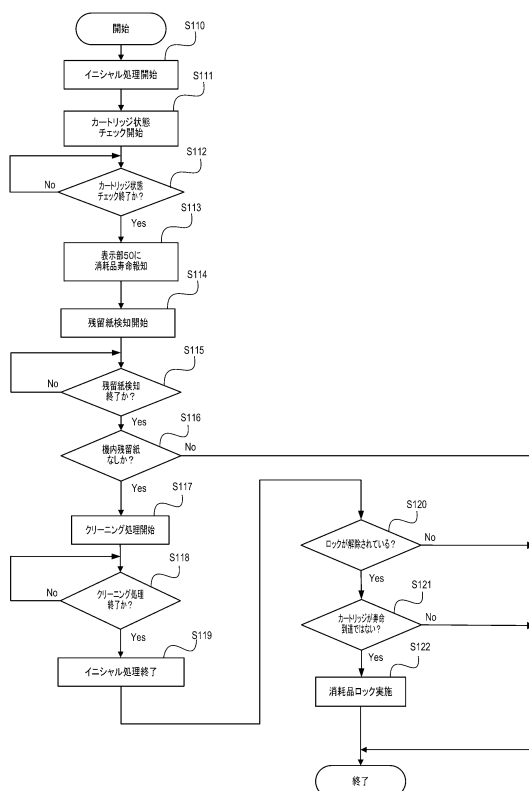 開始
S110
イニシャル処理開始
S111
カートリッジ状態
チェック開始
S112
カートリッジ状態
チェック終了か?
No
Yes
S113
表示部50に
消耗品寿命報知
S114
残留紙検知開始
S115
残留紙検知
終了か?
No
Yes
S116
機内残留紙
なしか?
No
Yes
S117
クリーニング処理開始
S118
クリーニング処理
終了か?
No
Yes
S119
イニシャル処理終了
S120
ロックが解除されている?
No
Yes
S121
カートリッジが寿命
到達ではない?
No
Yes
S122
消耗品ロック実施
終了